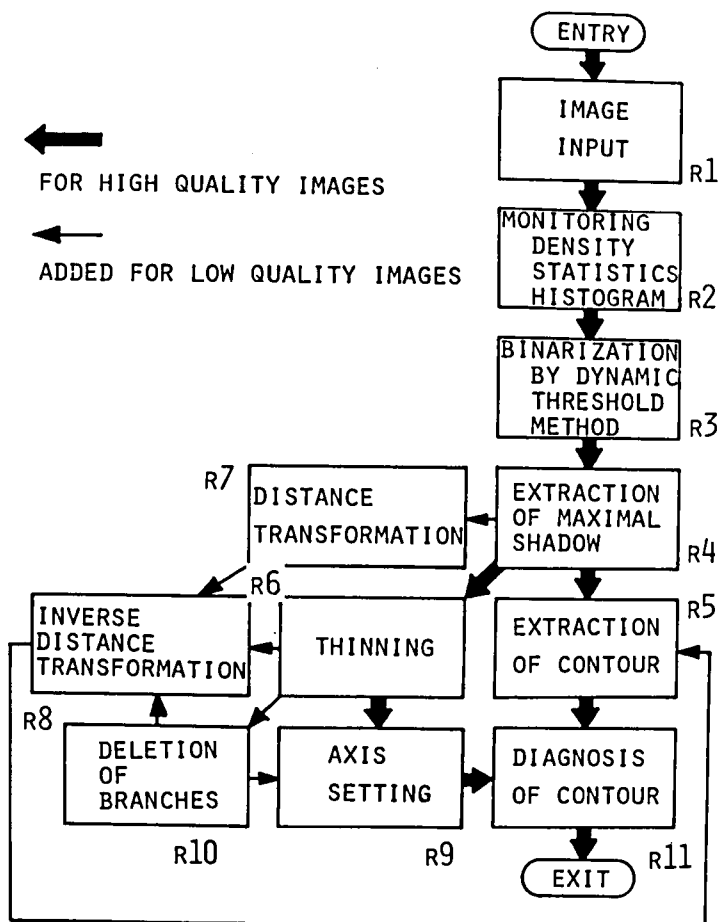 ENTRY
IMAGE
INPUT
R1
FOR HIGH QUALITY IMAGES
ADDED FOR LOW QUALITY IMAGES
MONITORING
DENSITY
STATISTICS
HISTOGRAM
R2
BINARIZATION
BY DYNAMIC
THRESHOLD
METHOD
R3
R7
DISTANCE
TRANSFORMATION
EXTRACTION
OF MAXIMAL
SHADOW
R4
R6
R5
INVERSE
DISTANCE
TRANSFORMATION
THINNING
EXTRACTION
OF CONTOUR
R8
DELETION
OF
BRANCHES
R10
AXIS
SETTING
R9
DIAGNOSIS
OF CONTOUR
R11
EXIT